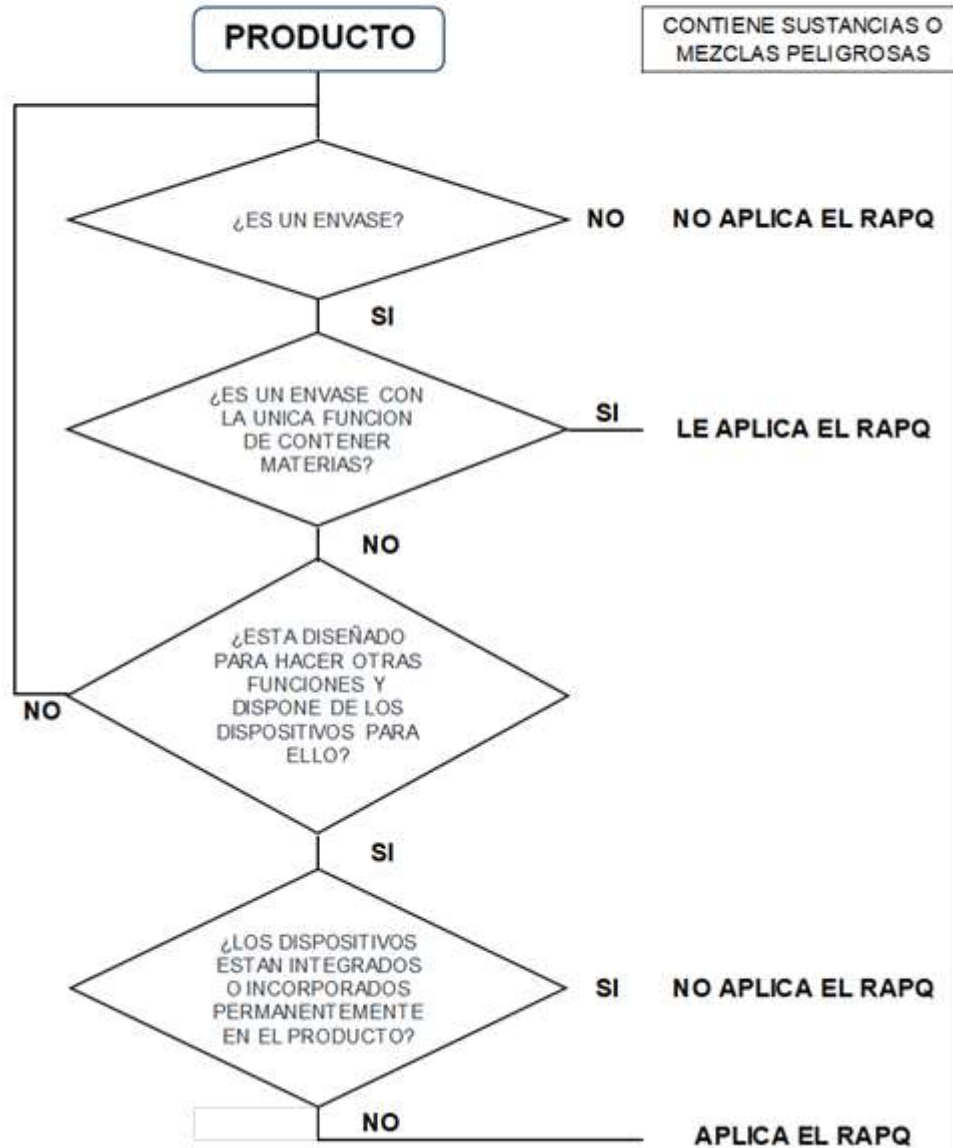 PRODUCTO
CONTIENE SUSTANCIAS O
MEZCLAS PELIGROSAS
¿ES UN ENVASE?
NO
NO APLICA EL RAPQ
SI
¿ES UN ENVASE CON
LA UNICA FUNCION
DE CONTENER
MATERIAS?
SI
LE APLICA EL RAPQ
NO
¿ESTA DISEÑADO
PARA HACER OTRAS
FUNCIONES Y
DISPONE DE LOS
DISPOSITIVOS PARA
ELLO?
NO
SI
¿LOS DISPOSITIVOS
ESTAN INTEGRADOS
O INCORPORADOS
PERMANENTEMENTE
EN EL PRODUCTO?
SI
NO APLICA EL RAPQ
NO
APLICA EL RAPQ